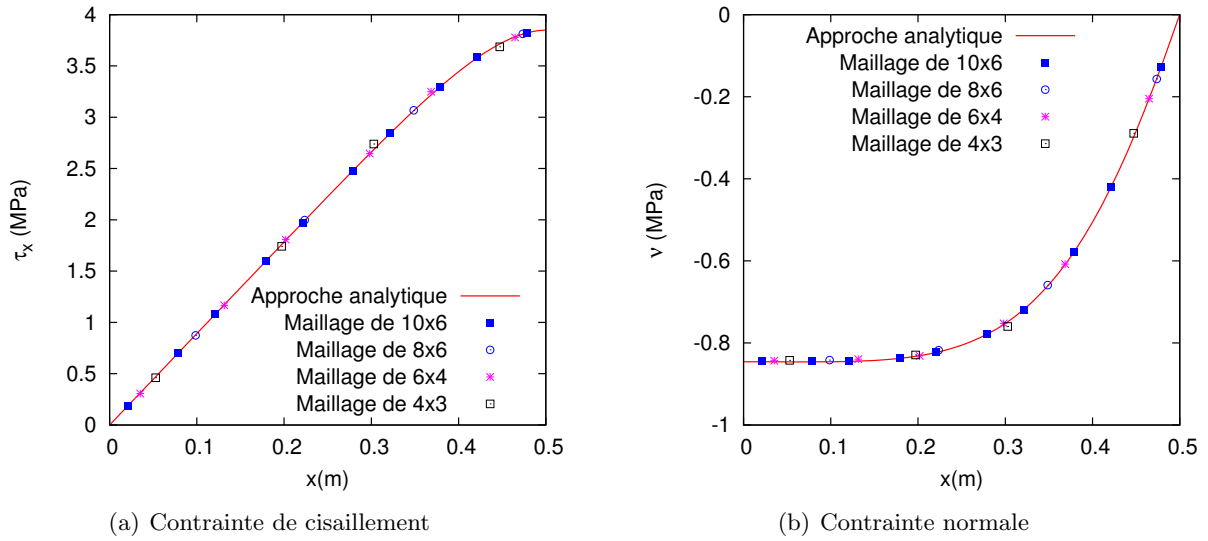 4
3.5
3
2.5
2
1.5
1
0.5
0
τx (MPa)
Approche analytique
Maillage de 10x6
Maillage de 8x6
Maillage de 6x4
Maillage de 4x3
0
0.1
0.2
0.3
0.4
0.5
x(m)
(a) Contrainte de cisaillement
0
-0.2
-0.4
-0.6
-0.8
-1
ν (MPa)
Approche analytique
Maillage de 10x6
Maillage de 8x6
Maillage de 6x4
Maillage de 4x3
0
0.1
0.2
0.3
0.4
0.5
x(m)
(b) Contrainte normale